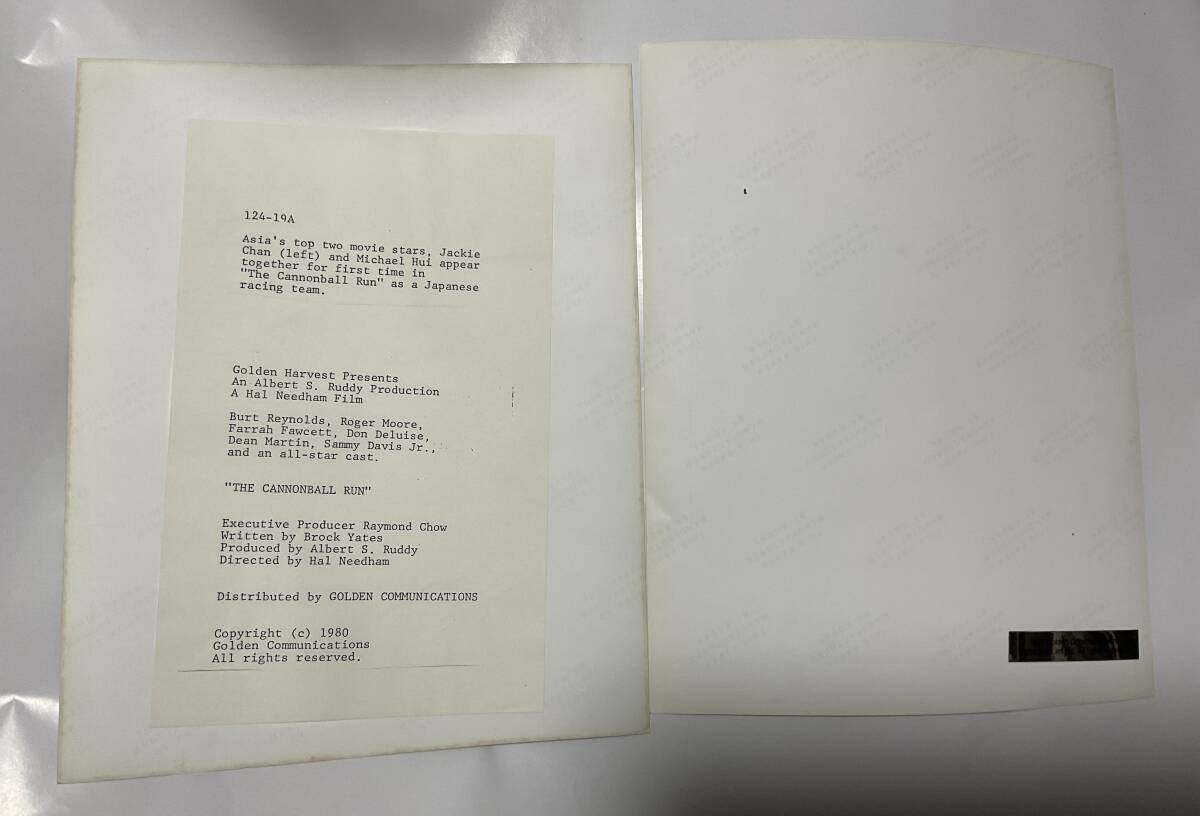 124-19A
Asia's top two movie stars, Jackie
Chan (left) and Michael Hui appear
together for first time in
"The Cannonball Run" as a Japanese
racing team.
Golden Harvest Presents
An Albert S. Ruddy Production
A Hal Needham Film
Burt Reynolds, Roger Moore,
Farrah Fawcett, Don Deluise,
Dean Martin, Sammy Davis Jr.,
and an all-star cast.
"THE CANNONBALL RUN"
Executive Producer Raymond Chow
Written by Brock Yates
Produced by Albert S. Ruddy
Directed by Hal Needham
Distributed by GOLDEN COMMUNICATIONS
Copyright (c) 1980
Golden Communications
All rights reserved.